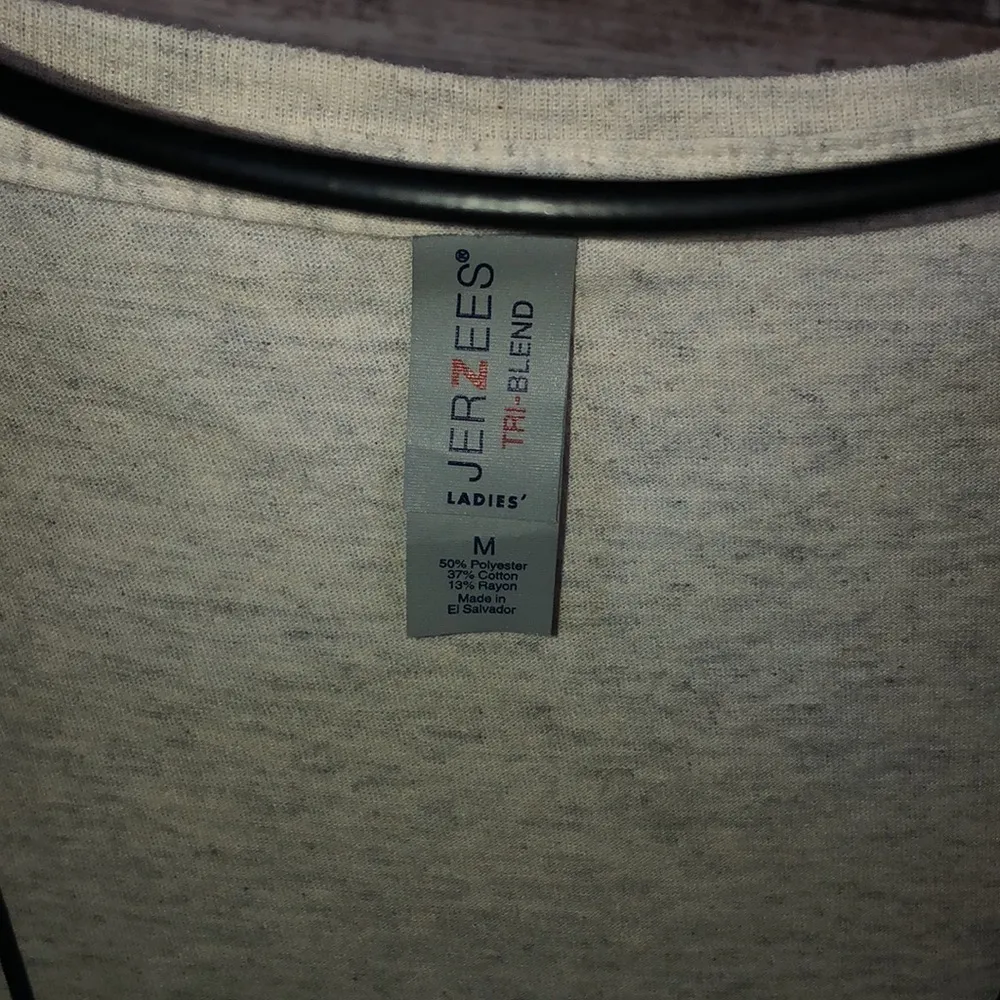 JERZEES®
TRI-BLEND
LADIES'
M
50% Polyester
37% Cotton
13% Rayon
Made in
El Salvador